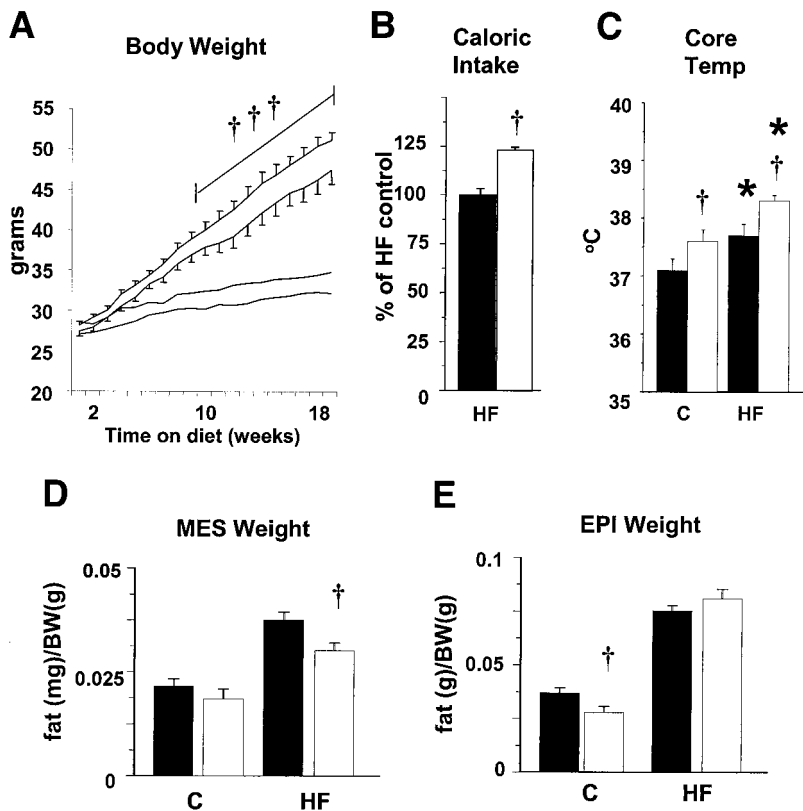 A
Body Weight
† † †
55
50
45
40
35
30
25
20
grams
2 10 18
Time on diet (weeks)
B
Caloric
Intake
†
125
100
75
50
25
0
% of HF control
HF
C
Core
Temp
40
39
38
37
36
35
°C
†
*
*
†
C HF
D
MES Weight
0.05
0.025
0
fat (mg)/BW(g)
†
C HF
E
EPI Weight
0.1
0.05
0
fat (g)/BW(g)
†
C HF